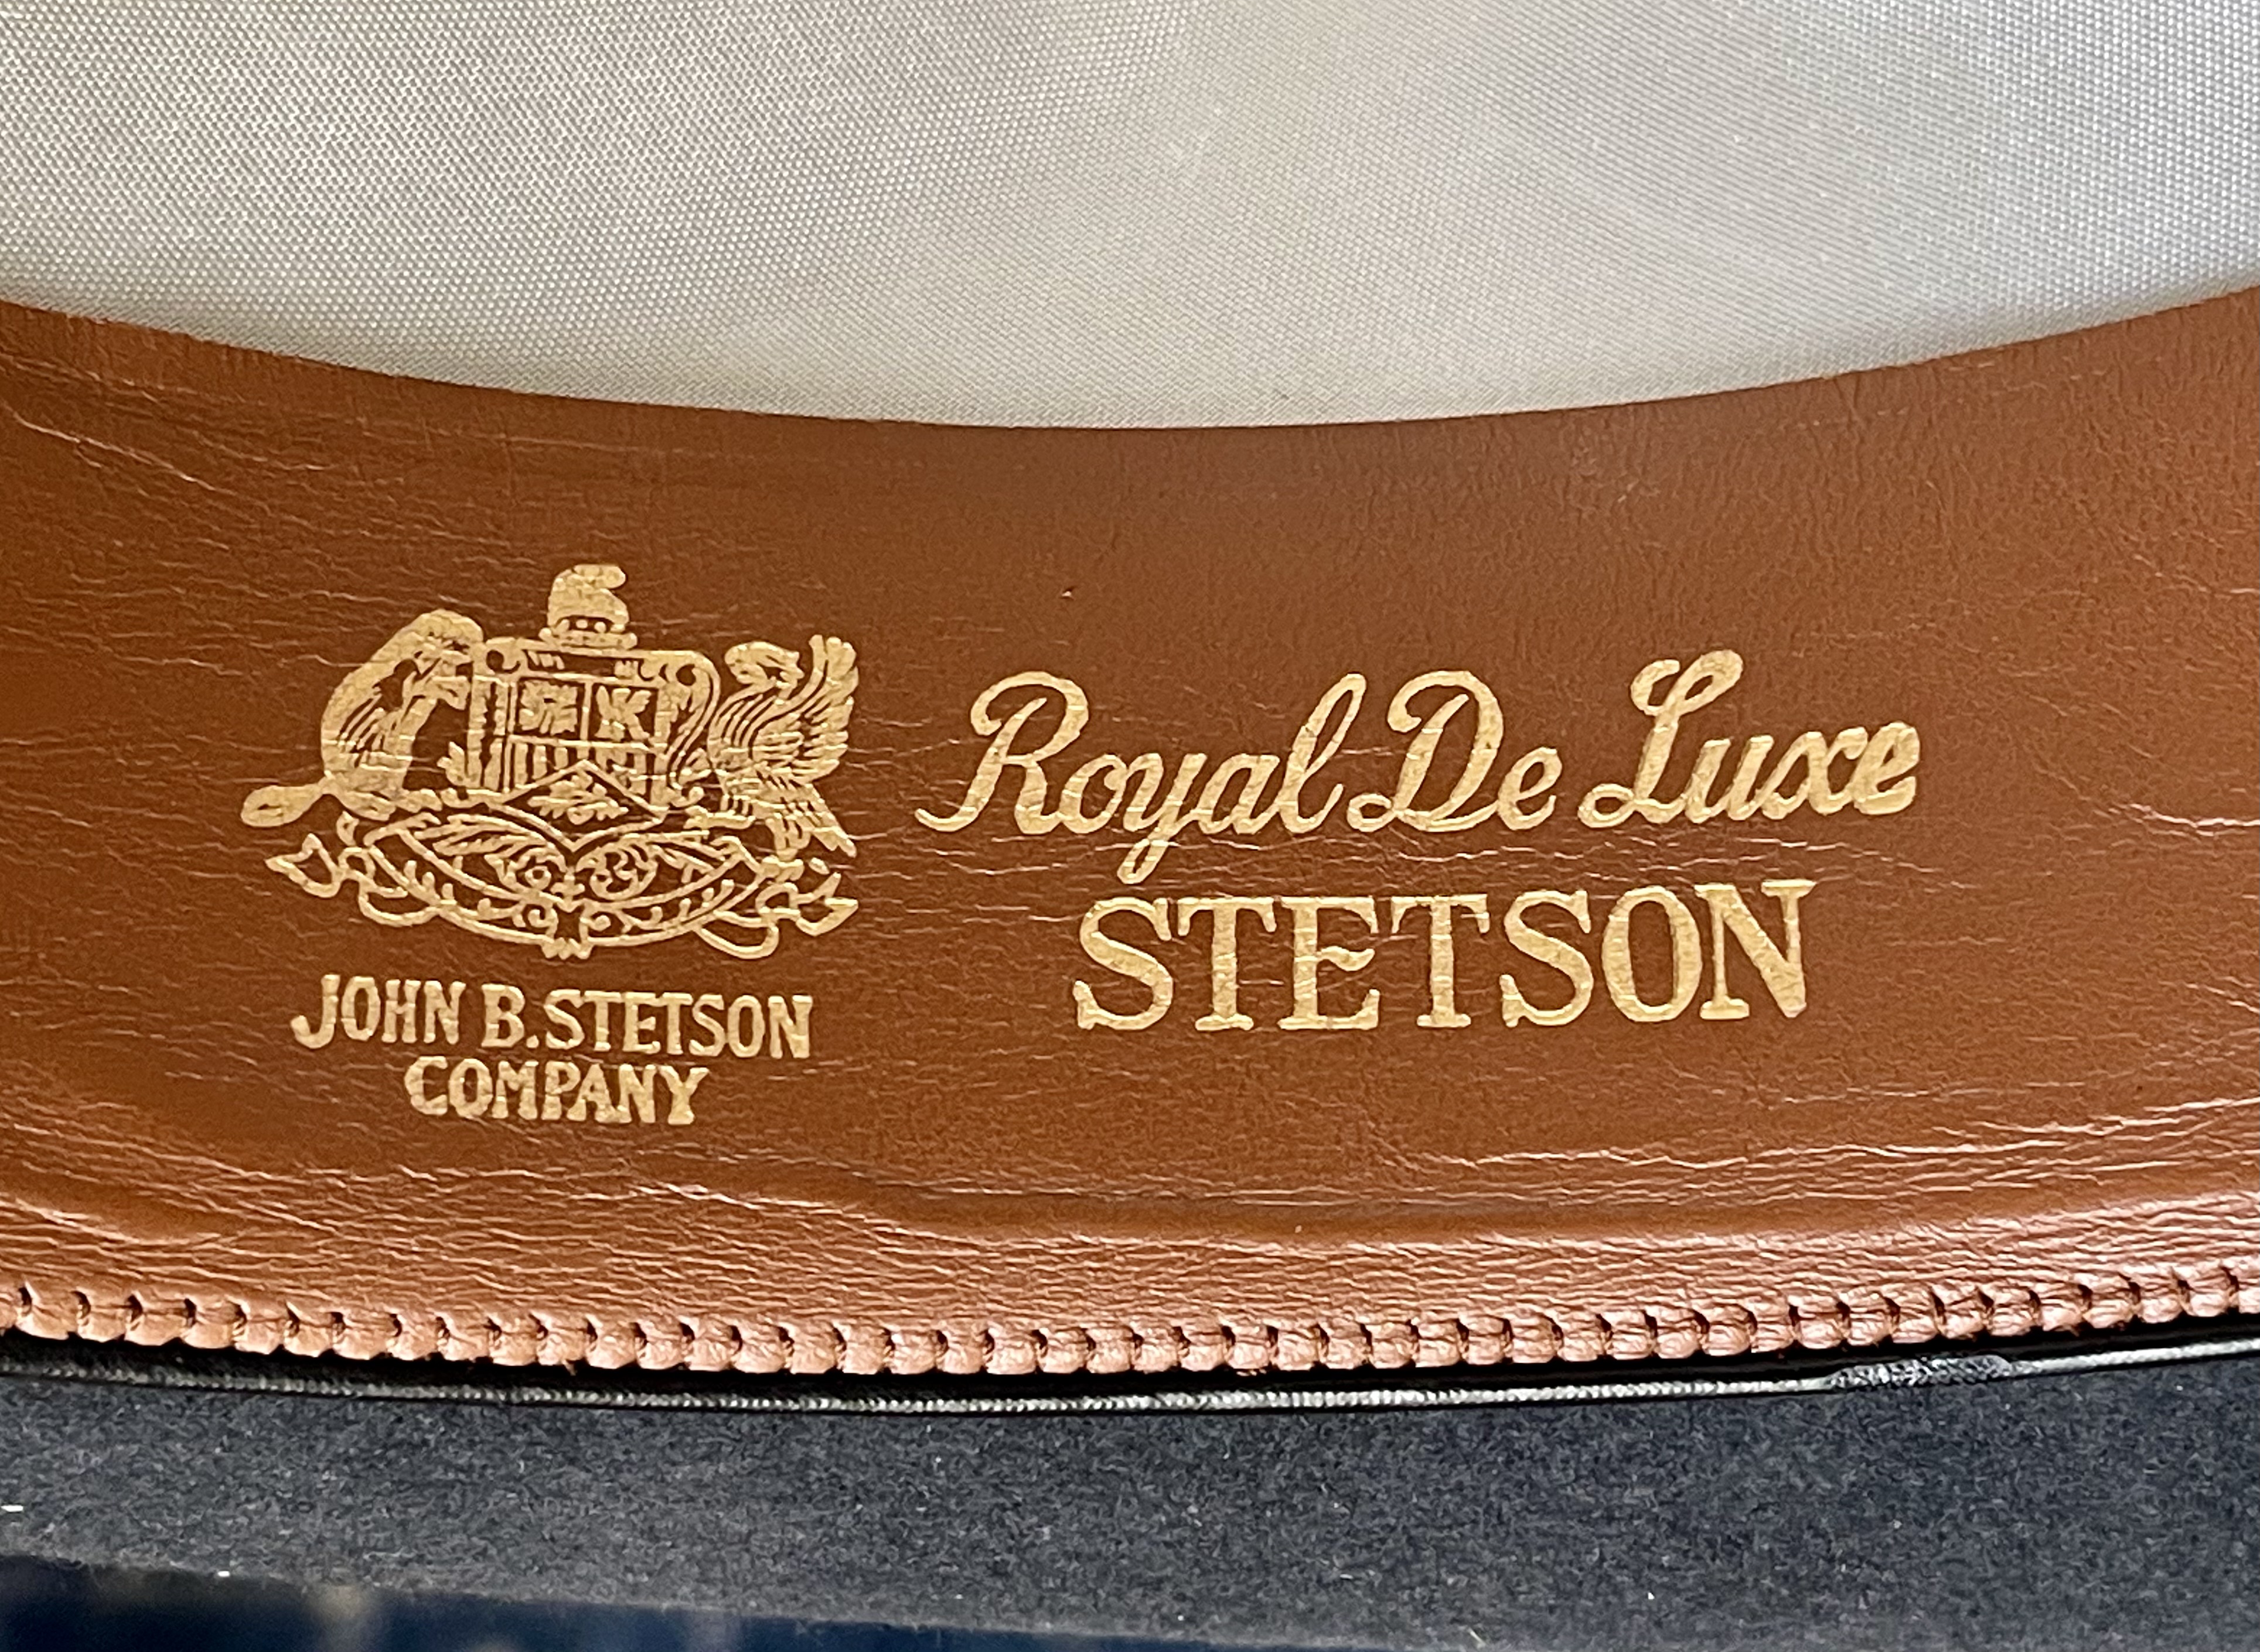 JOHN B. STETSON
COMPANY
Royal De Luxe
STETSON